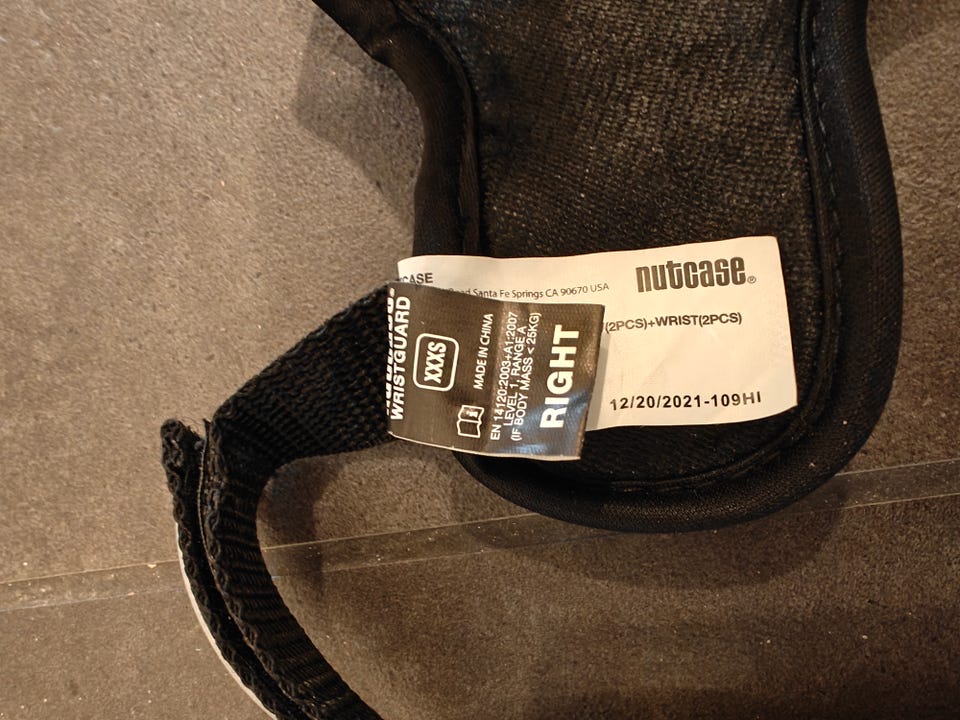 CASE
Santa Fe Springs CA 90670 USA
nutcase®
(2PCS)+WRIST(2PCS)
12/20/2021-109HI
WRISTGUARD
XXXS
MADE IN CHINA
EN 14120:2003+A1:2007
LEVEL 1, RANGE A
(IF BODY MASS < 25KG)
RIGHT